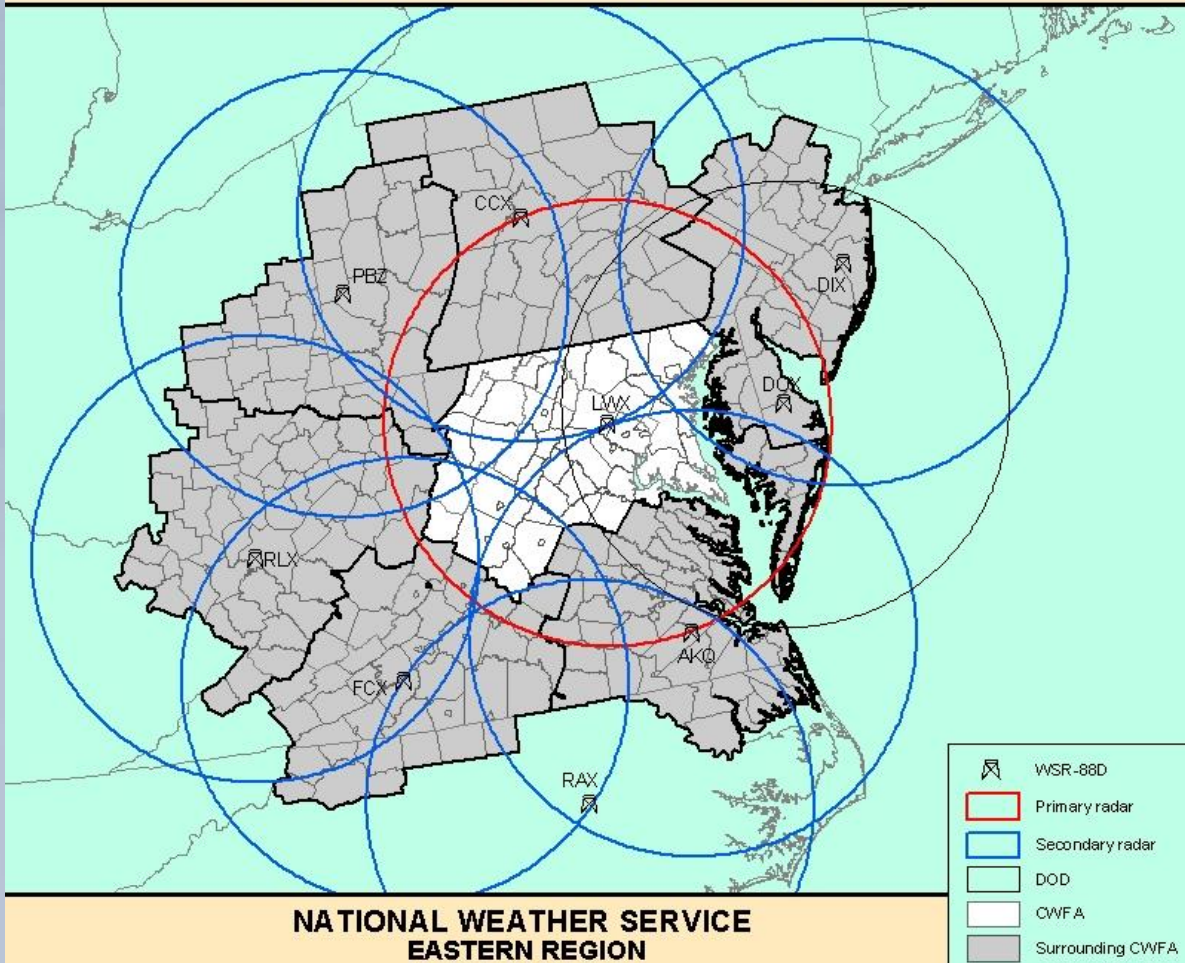 CCX
PBZ
DIX
DOX
LWX
RLX
AKQ
FCX
RAX
WSR-88D
Primary radar
Secondary radar
DOD
CWFA
Surrounding CWFA
NATIONAL WEATHER SERVICE
EASTERN REGION